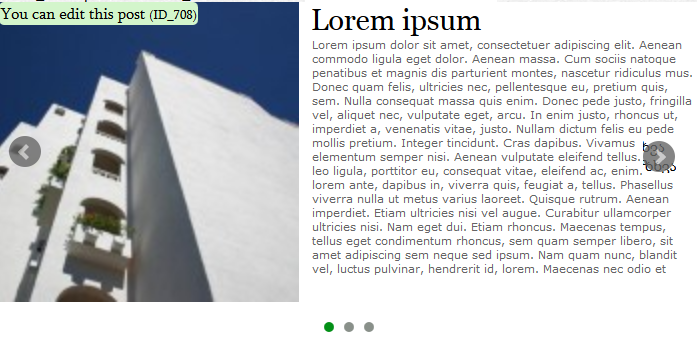 You can edit this post (ID_708)
Lorem ipsum
Lorem ipsum dolor sit amet, consectetuer adipiscing elit. Aenean
commodo ligula eget dolor. Aenean massa. Cum sociis natoque
penatibus et magnis dis parturient montes, nascetur ridiculus mus.
Donec quam felis, ultricies nec, pellentesque eu, pretium quis,
sem. Nulla consequat massa quis enim. Donec pede justo, fringilla
vel, aliquet nec, vulputate eget, arcu. In enim justo, rhoncus ut,
imperdiet a, venenatis vitae, justo. Nullam dictum felis eu pede
mollis pretium. Integer tincidunt. Cras dapibus. Vivamus
elementum semper nisi. Aenean vulputate eleifend tellus.
leo ligula, porttitor eu, consequat vitae, eleifend ac, enim.
lorem ante, dapibus in, viverra quis, feugiat a, tellus. Phasellus
viverra nulla ut metus varius laoreet. Quisque rutrum. Aenean
imperdiet. Etiam ultricies nisi vel augue. Curabitur ullamcorper
ultricies nisi. Nam eget dui. Etiam rhoncus. Maecenas tempus,
tellus eget condimentum rhoncus, sem quam semper libero, sit
amet adipiscing sem neque sed ipsum. Nam quam nunc, blandit
vel, luctus pulvinar, hendrerit id, lorem. Maecenas nec odio et